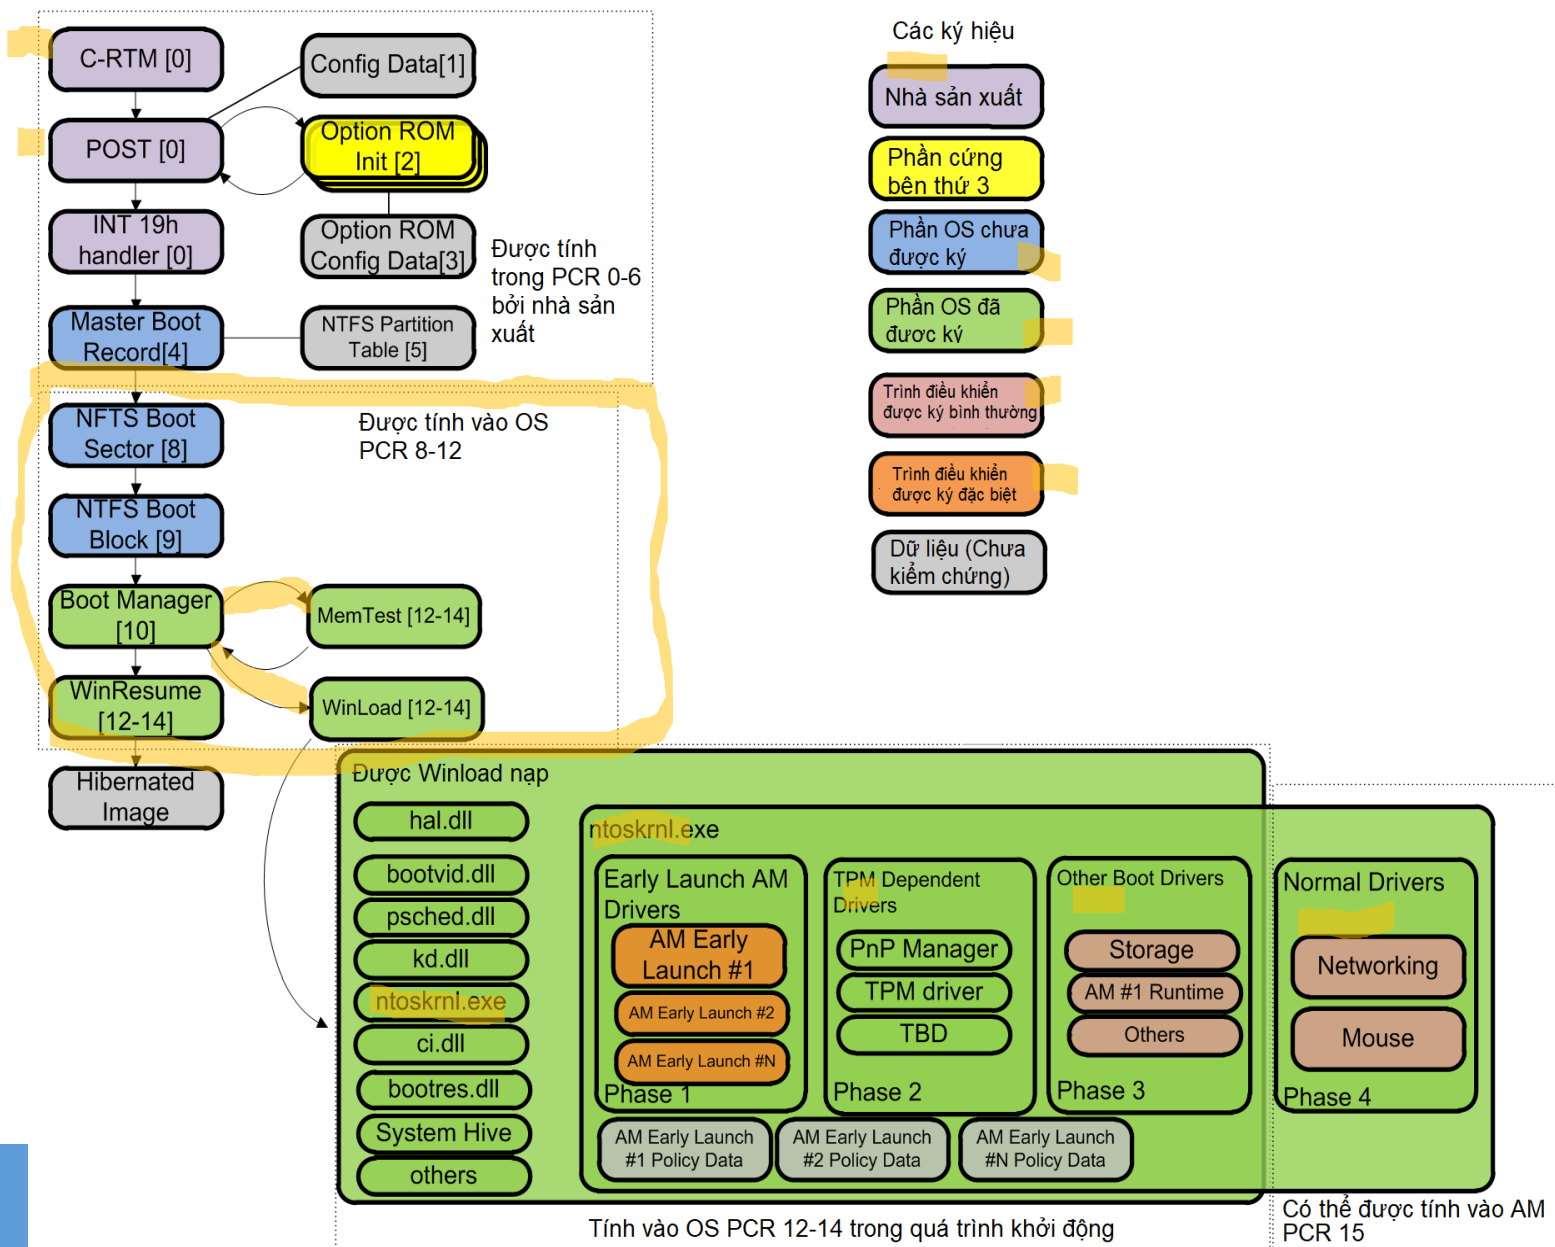 C-RTM [0]
Config Data[1]
POST [0]
Option ROM
Init [2]
INT 19h
handler [0]
Option ROM
Config Data[3]
Được tính
trong PCR 0-6
bởi nhà sản
xuất
Master Boot
Record[4]
NTFS Partition
Table [5]
NFTS Boot
Sector [8]
Được tính vào OS
PCR 8-12
NTFS Boot
Block [9]
Boot Manager
[10]
MemTest [12-14]
WinResume
[12-14]
WinLoad [12-14]
Hibernated
Image
Các ký hiệu
Nhà sản xuất
Phần cứng
bên thứ 3
Phần OS chưa
được ký
Phần OS đã
được ký
Trình điều khiển
được ký bình thường
Trình điều khiển
được ký đặc biệt
Dữ liệu (Chưa
kiểm chứng)
Được Winload nạp
hal.dll
bootvid.dll
psched.dll
kd.dll
ntoskrnl.exe
ci.dll
bootres.dll
System Hive
others
ntoskrnl.exe
Early Launch AM
Drivers
AM Early
Launch #1
AM Early Launch #2
AM Early Launch #N
Phase 1
TPM Dependent
Drivers
PnP Manager
TPM driver
TBD
Phase 2
Other Boot Drivers
Storage
AM #1 Runtime
Others
Phase 3
Normal Drivers
Networking
Mouse
Phase 4
AM Early Launch
#1 Policy Data
AM Early Launch
#2 Policy Data
AM Early Launch
#N Policy Data
Tính vào OS PCR 12-14 trong quá trình khởi động
Có thể được tính vào AM
PCR 15